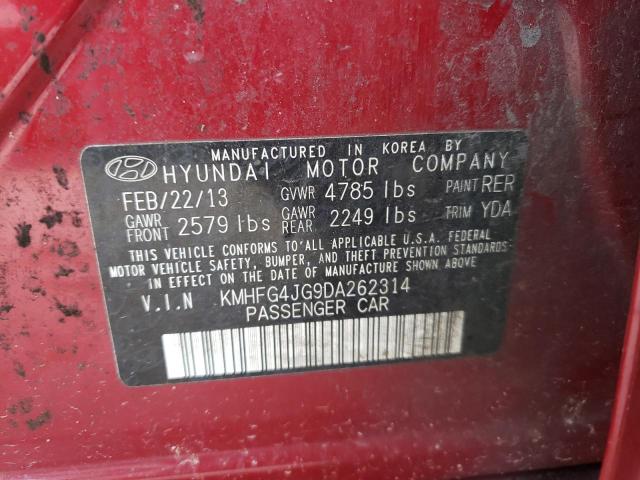 MANUFACTURED IN KOREA BY
HYUNDAI MOTOR COMPANY
FEB/22/13 GVWR 4785 lbs PAINT RER
GAWR FRONT 2579 lbs GAWR REAR 2249 lbs TRIM YDA
THIS VEHICLE CONFORMS TO ALL APPLICABLE U.S.A. FEDERAL
MOTOR VEHICLE SAFETY, BUMPER, AND THEFT PREVENTION STANDARDS
IN EFFECT ON THE DATE OF MANUFACTURE SHOWN ABOVE.
V.I.N KMHFG4JG9DA262314
PASSENGER CAR